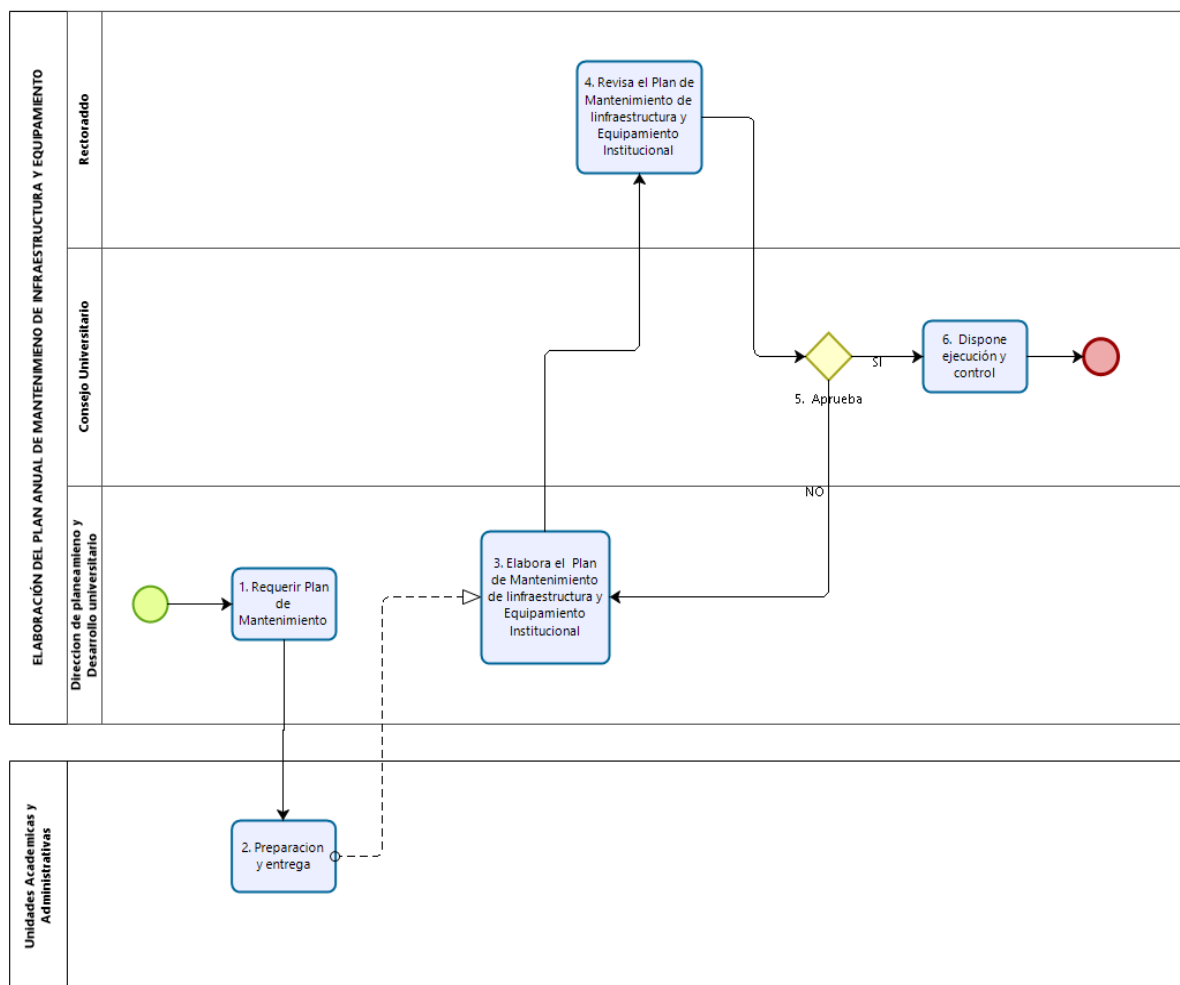 ELABORACIÓN DEL PLAN ANUAL DE MANTENIMIENO DE INFRAESTRUCTURA Y EQUIPAMIENTO
Rectoraddo
4. Revisa el Plan de
Mantenimiento de
Iinfraestructura y
Equipamiento
Institucional
Consejo Universitario
5. Aprueba
SI
NO
6. Dispone
ejecución y
control
Direccion de planeamieno y
Desarrollo universitario
1. Requerir Plan
de
Mantenimiento
3. Elabora el Plan
de Mantenimiento
de Iinfraestructura y
Equipamiento
Institucional
Unidades Academicas y
Administrativas
2. Preparacion
y entrega